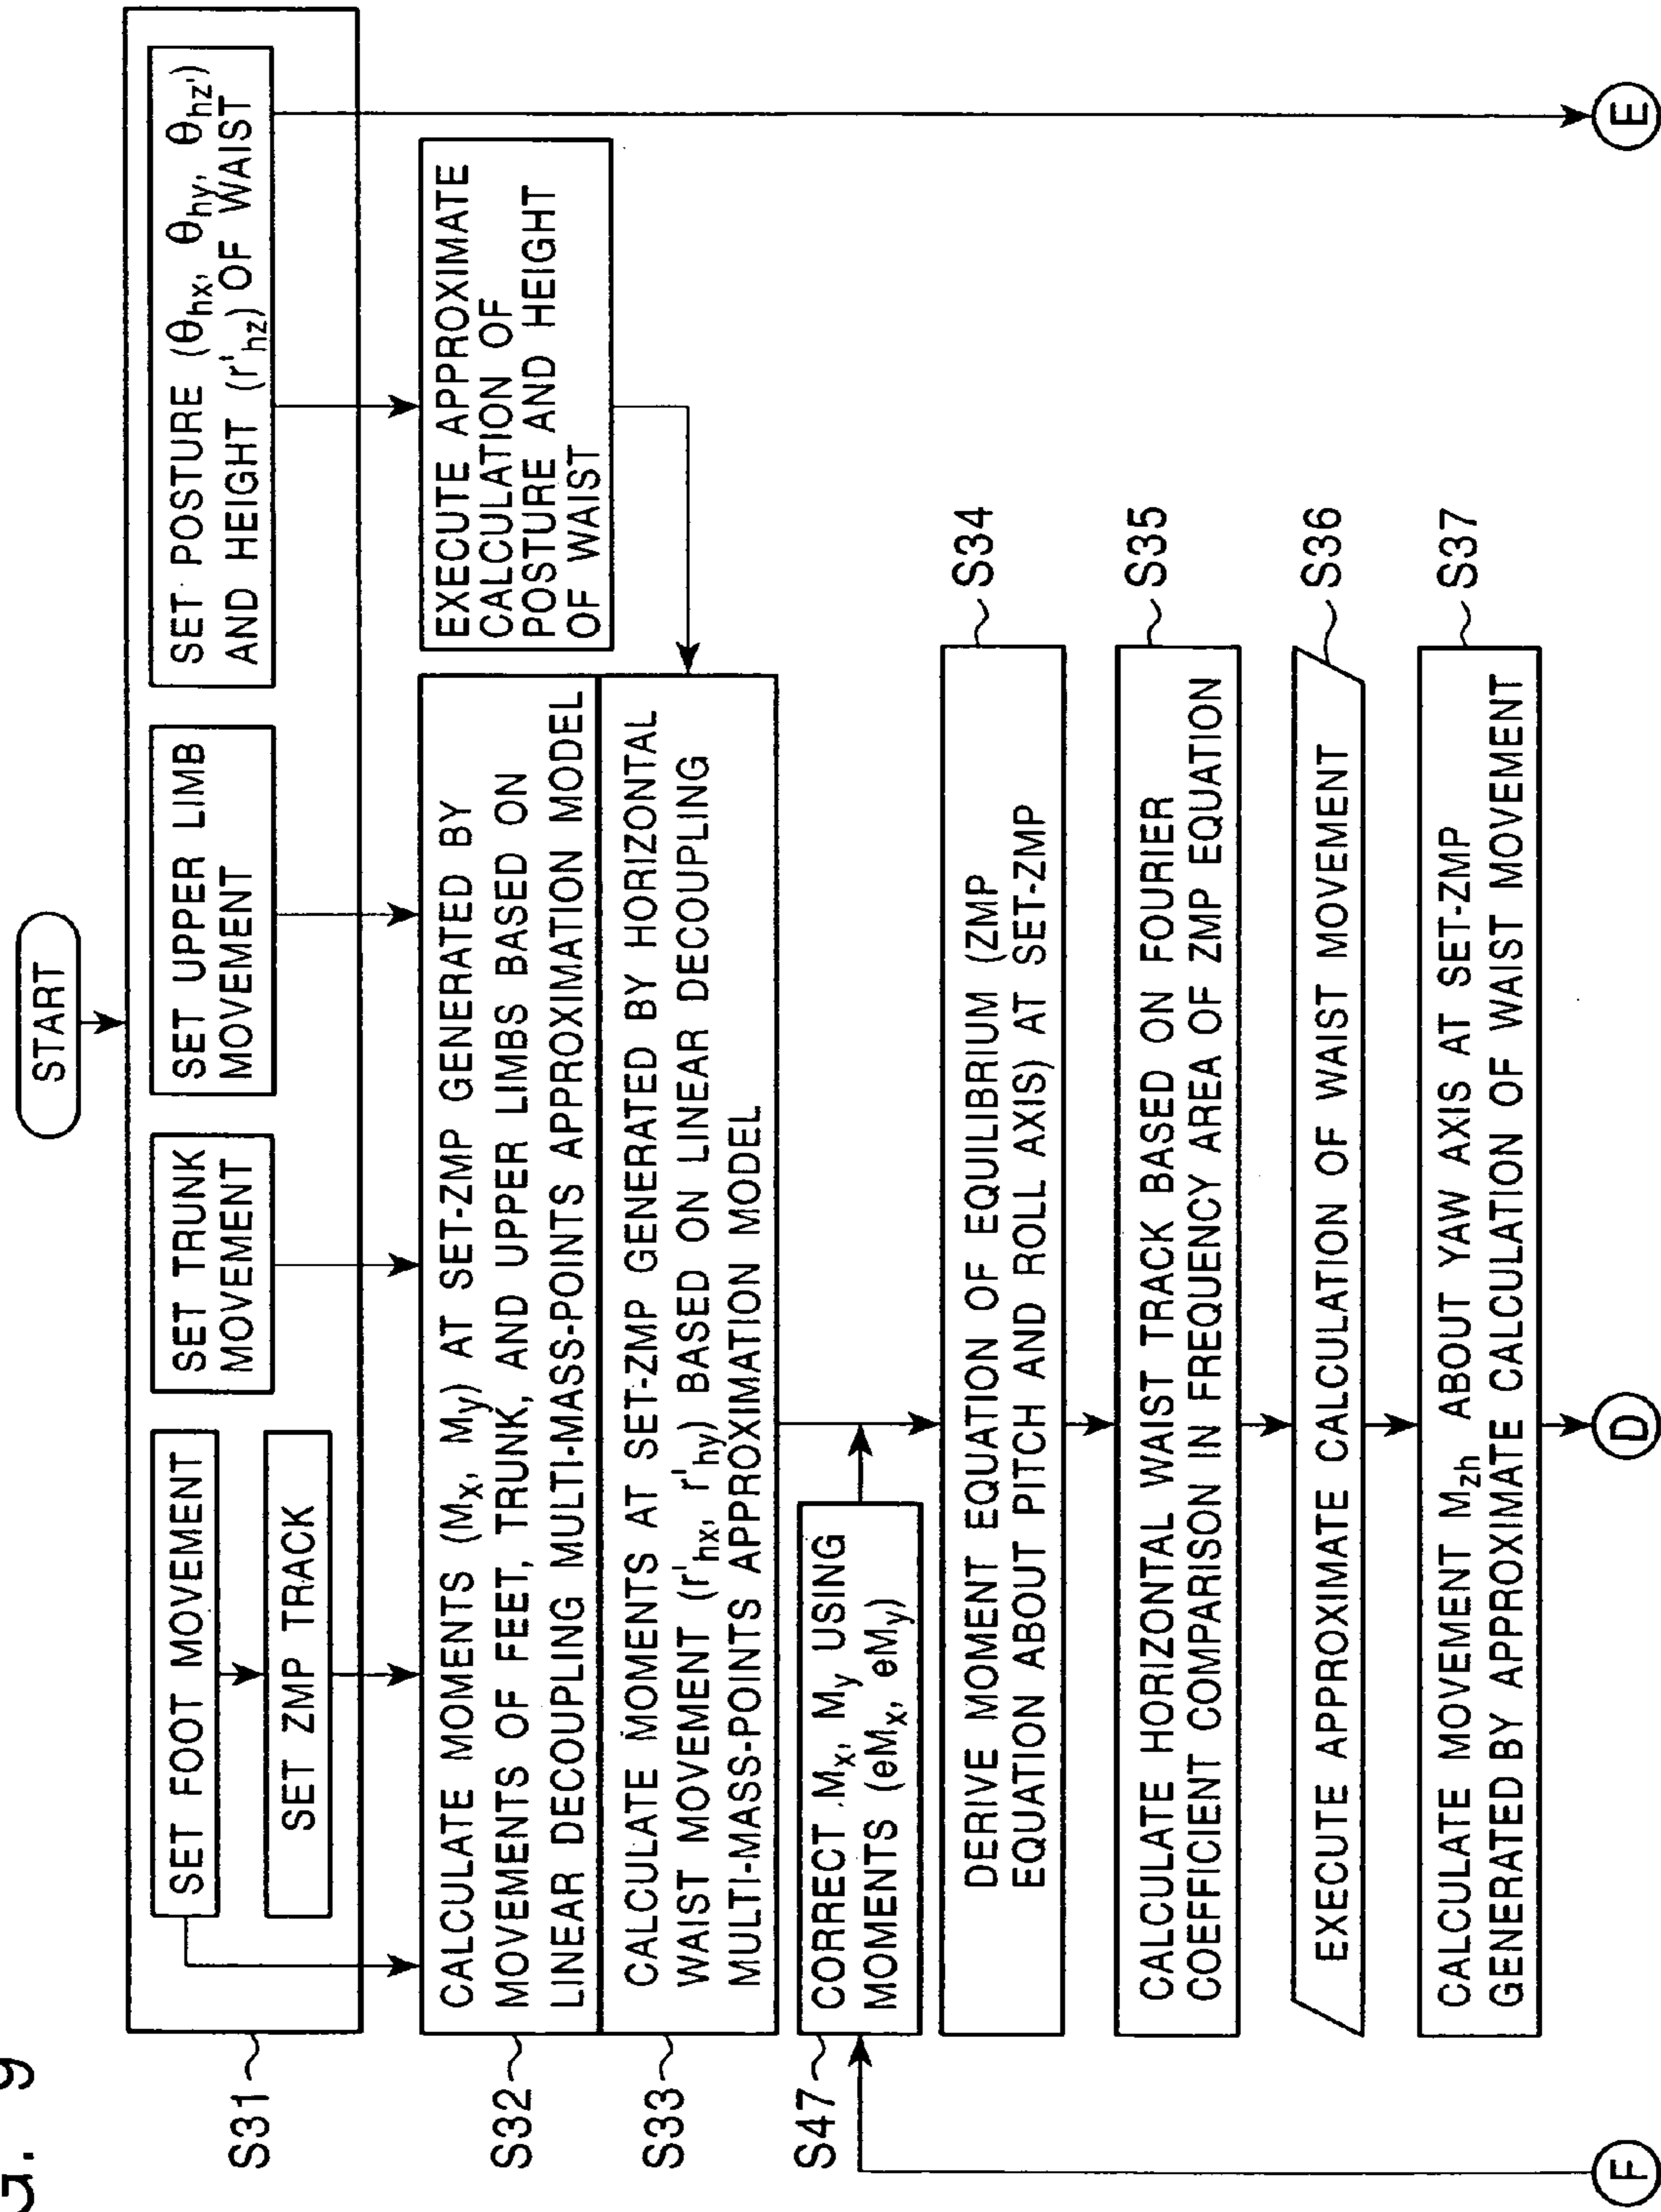 G. 9
START
SET FOOT MOVEMENT
SET ZMP TRACK
SET TRUNK
MOVEMENT
SET UPPER LIMB
MOVEMENT
SET POSTURE (θhx, θhy, θhz,)
AND HEIGHT (r'hz) OF WAIST
S31
EXECUTE APPROXIMATE
CALCULATION OF
POSTURE AND HEIGHT
OF WAIST
S32
CALCULATE MOMENTS (Mx, My) AT SET-ZMP GENERATED BY
MOVEMENTS OF FEET, TRUNK, AND UPPER LIMBS BASED ON
LINEAR DECOUPLING MULTI-MASS-POINTS APPROXIMATION MODEL
S33
CALCULATE MOMENTS AT SET-ZMP GENERATED BY HORIZONTAL
WAIST MOVEMENT (r'hx, r'hy) BASED ON LINEAR DECOUPLING
MULTI-MASS-POINTS APPROXIMATION MODEL
S47
CORRECT Mx, My USING
MOMENTS (eMx, eMy)
DERIVE MOMENT EQUATION OF EQUILIBRIUM (ZMP
EQUATION ABOUT PITCH AND ROLL AXIS) AT SET-ZMP
S34
CALCULATE HORIZONTAL WAIST TRACK BASED ON FOURIER
COEFFICIENT COMPARISON IN FREQUENCY AREA OF ZMP EQUATION
S35
EXECUTE APPROXIMATE CALCULATION OF WAIST MOVEMENT
S36
CALCULATE MOVEMENT Mzh ABOUT YAW AXIS AT SET-ZMP
GENERATED BY APPROXIMATE CALCULATION OF WAIST MOVEMENT
S37
F
D
E